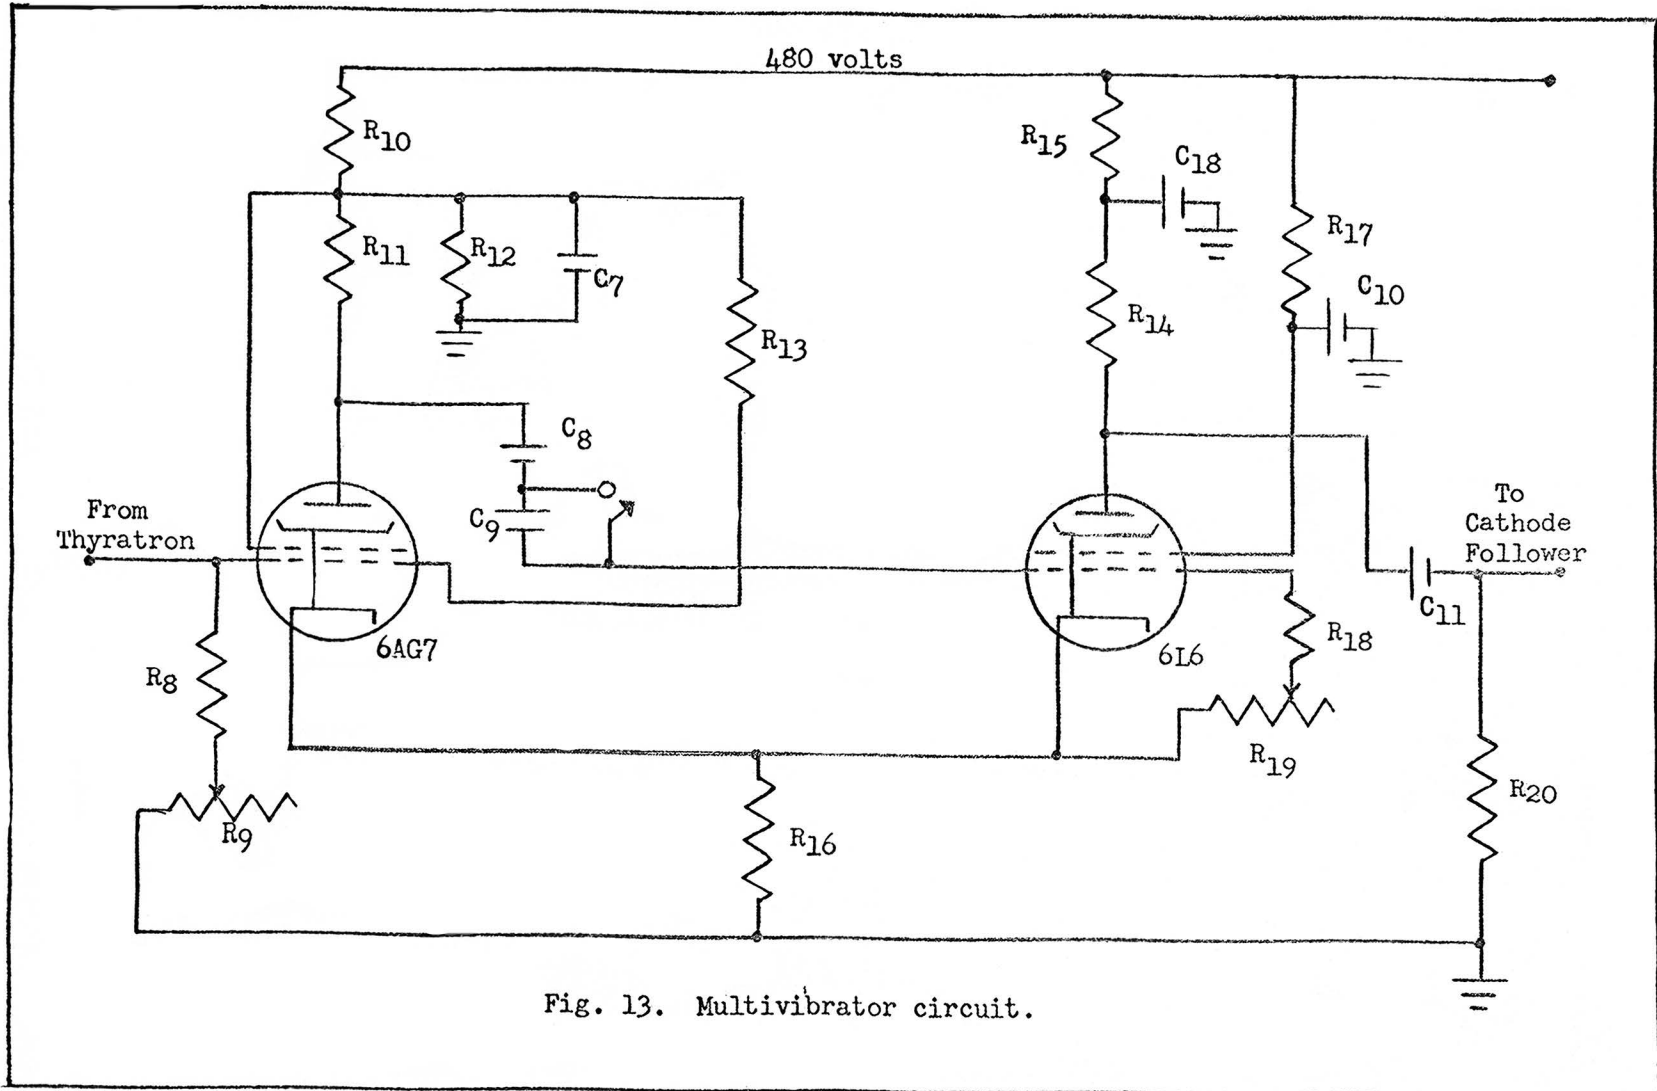 480 volts
R10
R15
C18
R11
R12
C7
R17
C10
R13
R14
C8
C9
From
Thyratron
To
Cathode
Follower
6AG7
6L6
C11
R8
R18
R19
R9
R16
R20
Fig. 13. Multivibrator circuit.